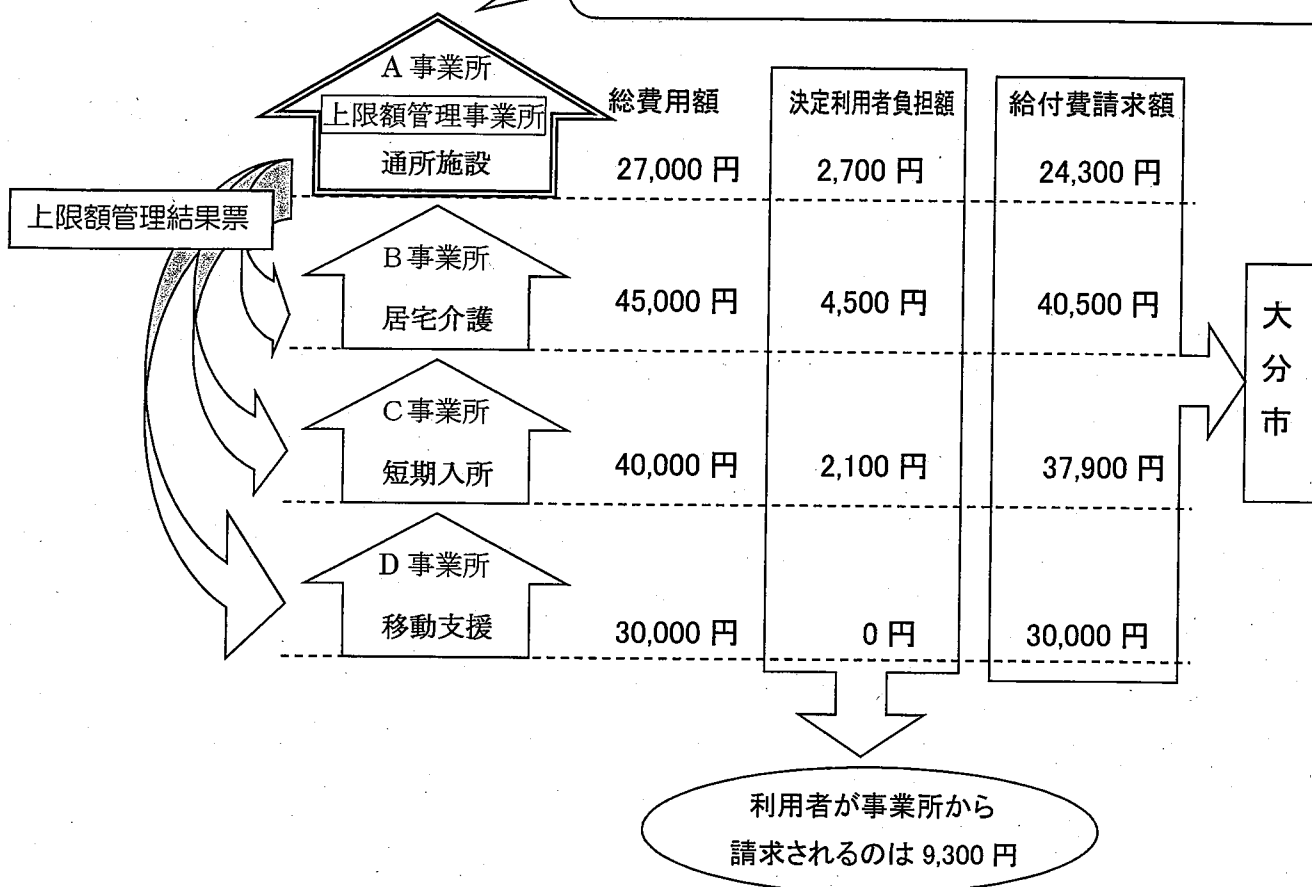 A 事業所
上限額管理事業所
通所施設
総費用額
決定利用者負担額
給付費請求額
27,000 円
2,700 円
24,300 円
上限額管理結果票
B 事業所
居宅介護
45,000 円
4,500 円
40,500 円
大分市
C 事業所
短期入所
40,000 円
2,100 円
37,900 円
D 事業所
移動支援
30,000 円
0 円
30,000 円
利用者が事業所から
請求されるのは 9,300 円